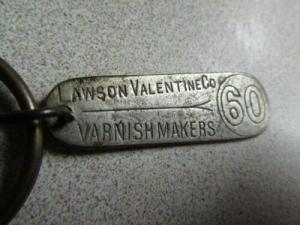 LAWSON VALENTINE CO
60
VARNISH MAKERS